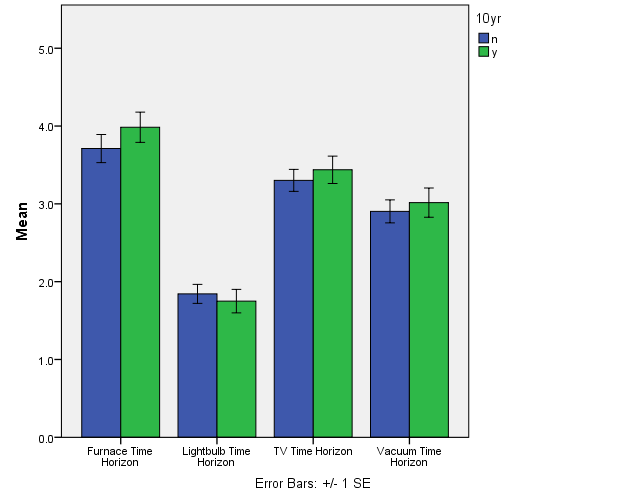 10yr
n
y
5.0
4.0
3.0
2.0
1.0
0.0
Mean
Furnace Time
Horizon
Lightbulb Time
Horizon
TV Time Horizon
Vacuum Time
Horizon
Error Bars: +/- 1 SE